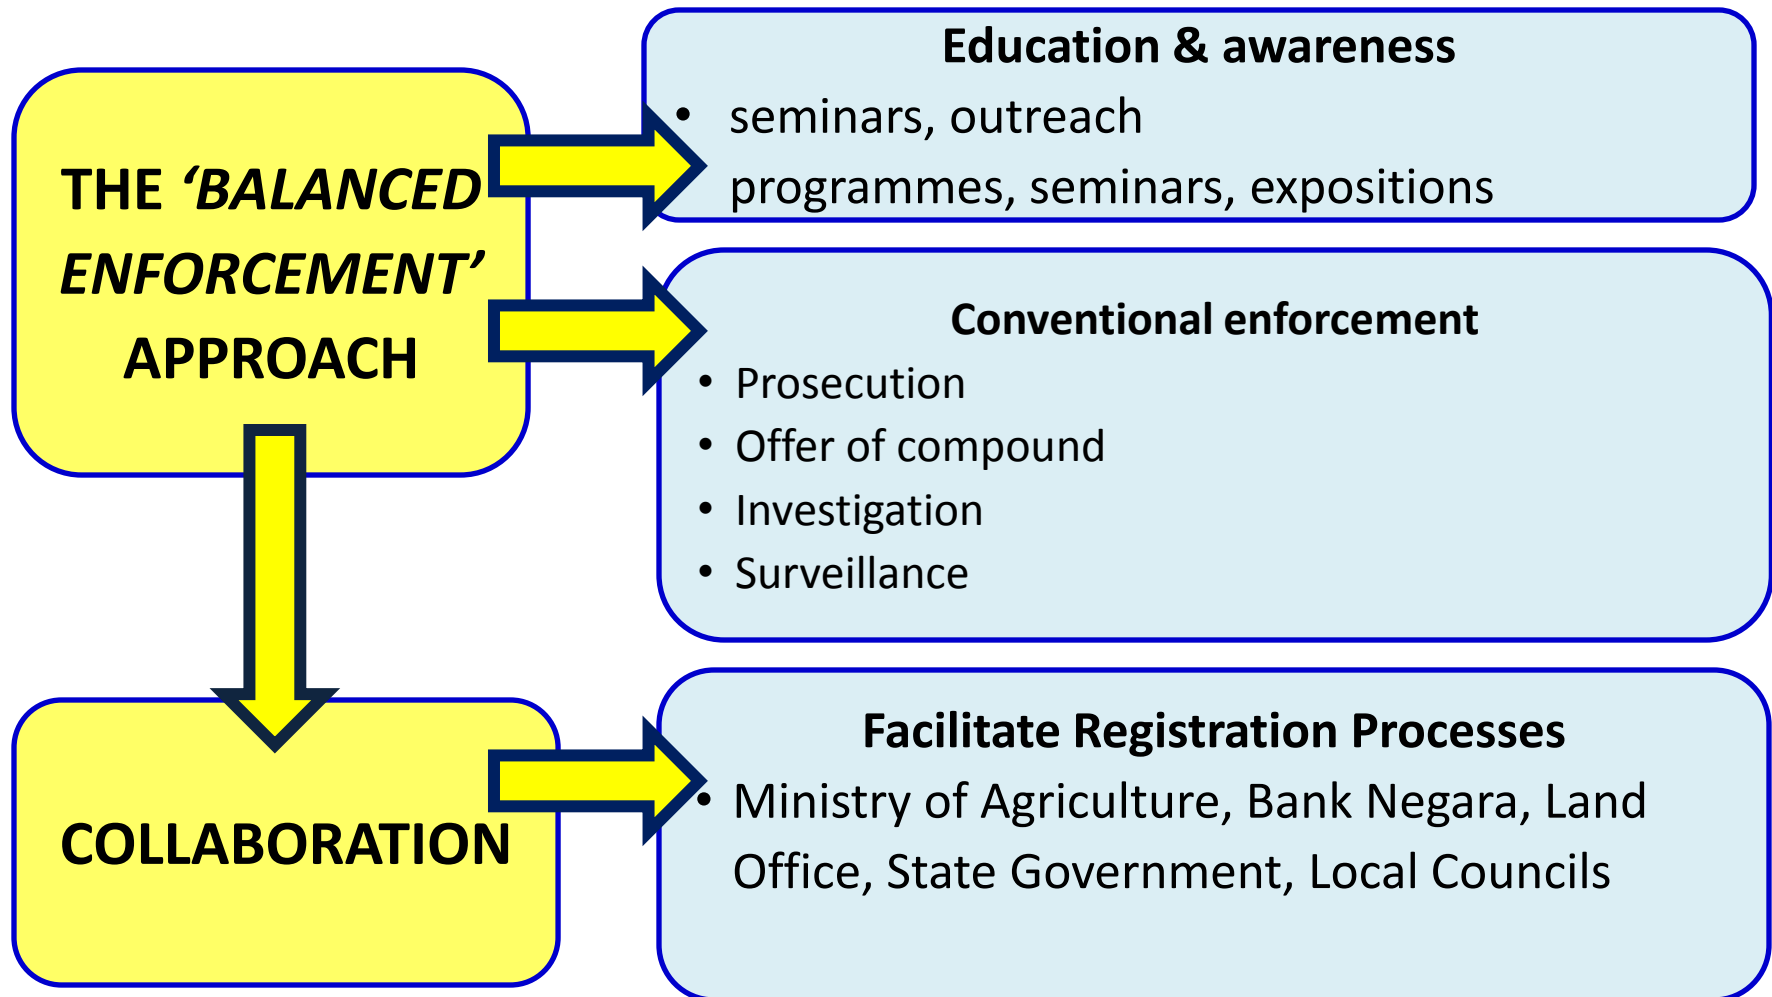 THE ‘BALANCED
ENFORCEMENT’
APPROACH
Education & awareness
• seminars, outreach
programmes, seminars, expositions
Conventional enforcement
• Prosecution
• Offer of compound
• Investigation
• Surveillance
COLLABORATION
Facilitate Registration Processes
• Ministry of Agriculture, Bank Negara, Land
Office, State Government, Local Councils